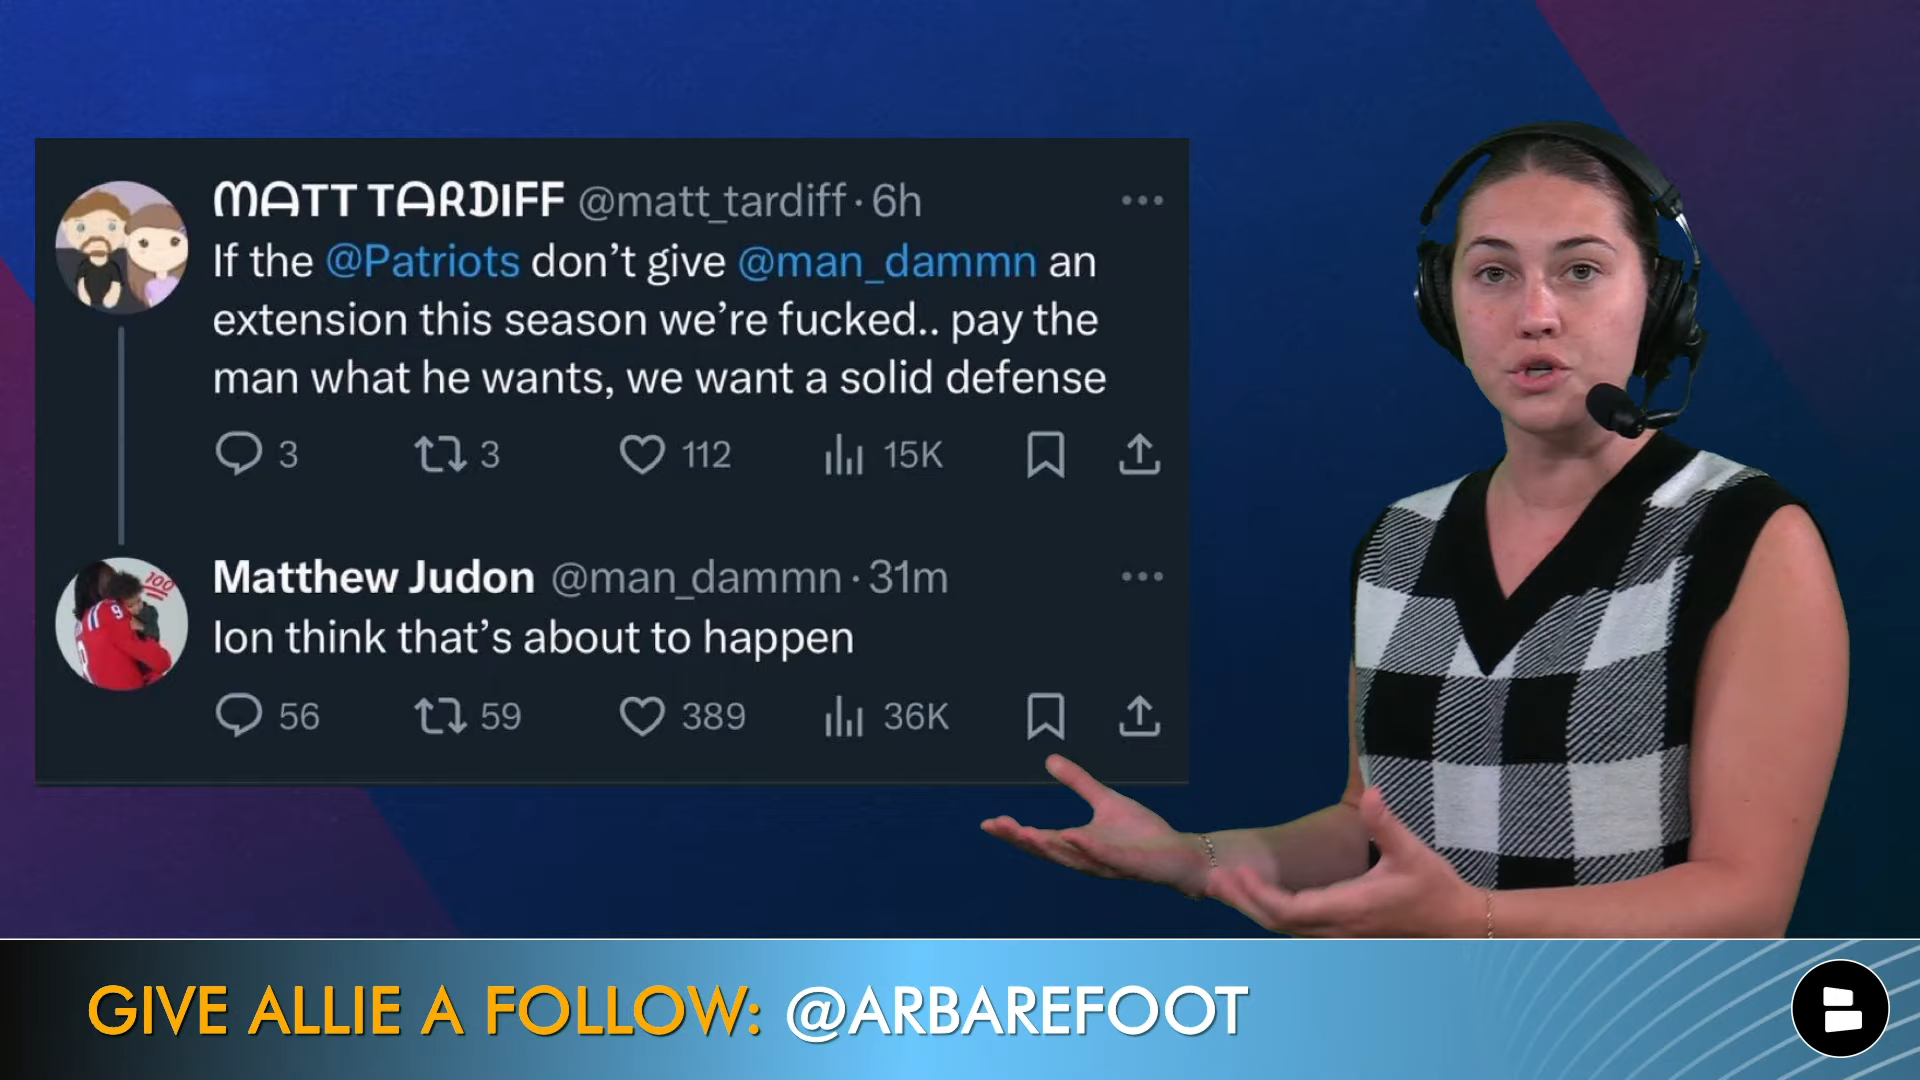 MATT TARDIFF @matt_tardiff · 6h
If the @Patriots don’t give @man_dammn an
extension this season we’re fucked.. pay the
man what he wants, we want a solid defense
3 3 112 15K
Matthew Judon @man_dammn · 31m
100
9
Ion think that’s about to happen
56 59 389 36K
GIVE ALLIE A FOLLOW: @ARBAREFOOT